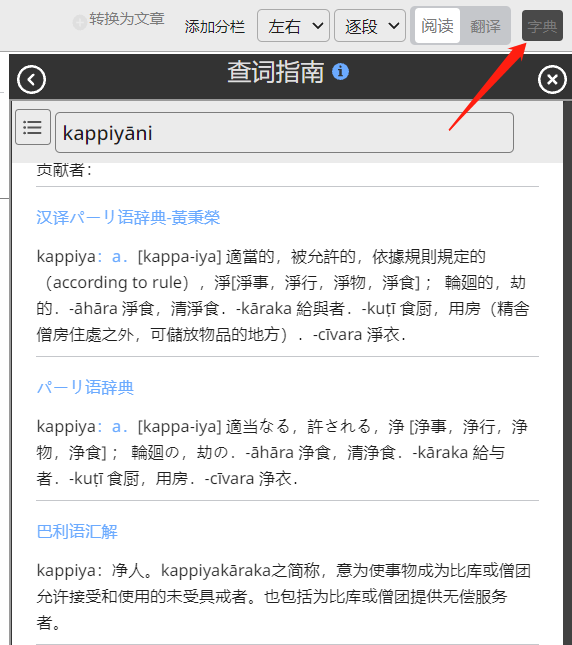 转换为文章 添加分栏 左右 逐段 阅读 翻译 字典
查词指南
kappiyāni
贡献者：
汉译パーリ语辞典-黃秉榮
kappiya：a．[kappa-iya] 適當的，被允許的，依據規則規定的
（according to rule），淨[淨事，淨行，淨物，淨食] ； 輪廻的，劫
的．-āhāra 淨食，清淨食．-kāraka 給與者．-kuṭī 食厨，用房（精舎
僧房住處之外，可儲放物品的地方）．-cīvara 淨衣．
パーリ语辞典
kappiya：a．[kappa-iya] 適当なる，許される，浄 [浄事，浄行，浄
物，浄食] ； 輪廻の，劫の．-āhāra 浄食，清浄食．-kāraka 給与
者．-kuṭī 食厨，用房．-cīvara 浄衣．
巴利语汇解
kappiya：净人。kappiyakāraka之简称，意为使事物成为比库或僧团
允许接受和使用的未受具戒者。也包括为比库或僧团提供无偿服务
者。